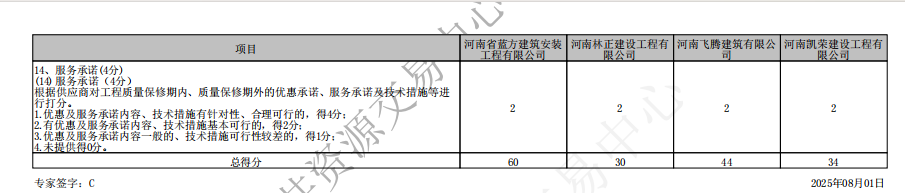 项目
河南省蓝方建筑安装工程有限公司
河南林正建设工程有限公司
河南飞腾建筑有限公司
河南凯荣建设工程有限公司
14、服务承诺(4分)
(14)服务承诺（4分）
根据供应商对工程质量保修期内、质量保修期外的优惠承诺、服务承诺及技术措施等进行打分。
1.优惠及服务承诺内容、技术措施有针对性、合理可行的，得4分；
2.有优惠及服务承诺内容、技术措施基本可行的，得2分；
3.优惠及服务承诺内容一般的、技术措施可行性较差的，得1分；
4.未提供得0分。
2
2
2
2
总得分
60
30
44
34
专家签字：C
2025年08月01日
共资源交易中心
易中心